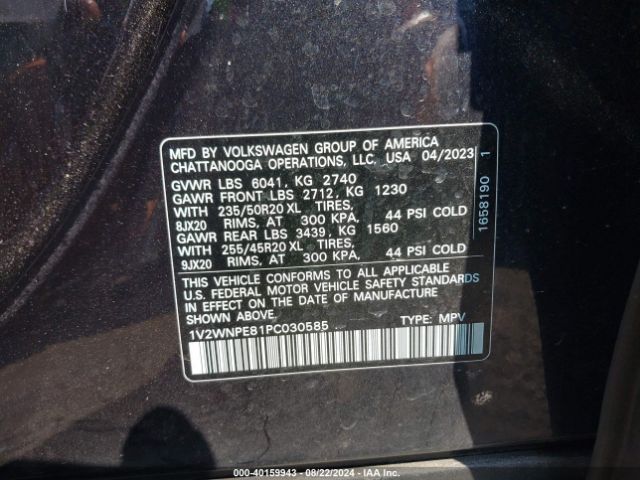 MFD BY VOLKSWAGEN GROUP OF AMERICA
CHATTANOOGA OPERATIONS, LLC. USA 04/2023
GVWR LBS 6041, KG 2740
GAWR FRONT LBS 2712, KG 1230
WITH 235/50R20 XL TIRES,
8JX20 RIMS, AT 300 KPA, 44 PSI COLD
GAWR REAR LBS 3439, KG 1560
WITH 255/45R20 XL TIRES,
9JX20 RIMS, AT 300 KPA, 44 PSI COLD
THIS VEHICLE CONFORMS TO ALL APPLICABLE
U.S. FEDERAL MOTOR VEHICLE SAFETY STANDARDS
IN EFFECT ON THE DATE OF MANUFACTURE
SHOWN ABOVE.
1V2WNPE81PC030585 TYPE: MPV
1658190 1
000-40159943 - 08/22/2024 - IAA Inc.